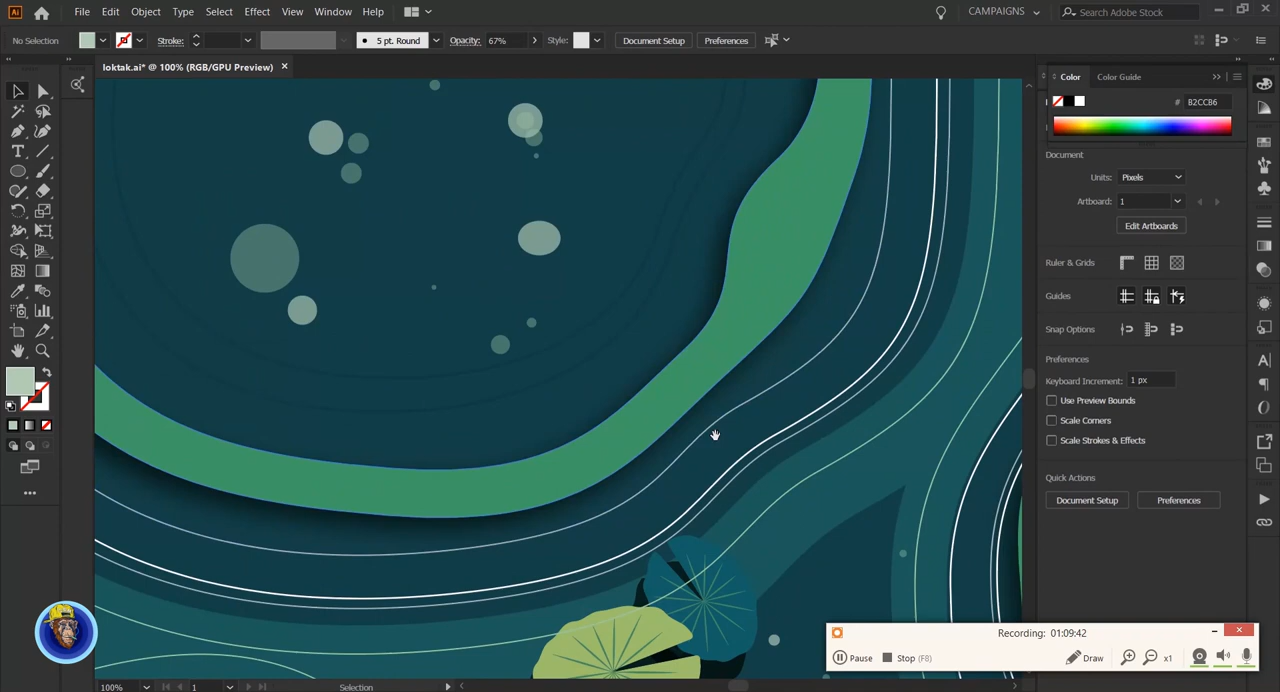 Ai File Edit Object Type Select Effect View Window Help CAMPAIGNS Search Adobe Stock
No Selection Stroke: 5 pt. Round Opacity: 67% Style: Document Setup Preferences
loktak.ai* @ 100% (RGB/GPU Preview)
Color Color Guide
# B2CCB6
Document
Units: Pixels
Artboard: 1
Edit Artboards
Ruler & Grids
Guides
Snap Options
Preferences
Keyboard Increment: 1 px
Use Preview Bounds
Scale Corners
Scale Strokes & Effects
Quick Actions
Document Setup Preferences
Recording: 01:09:42
Pause Stop (F8) Draw x1
100% 1 Selection